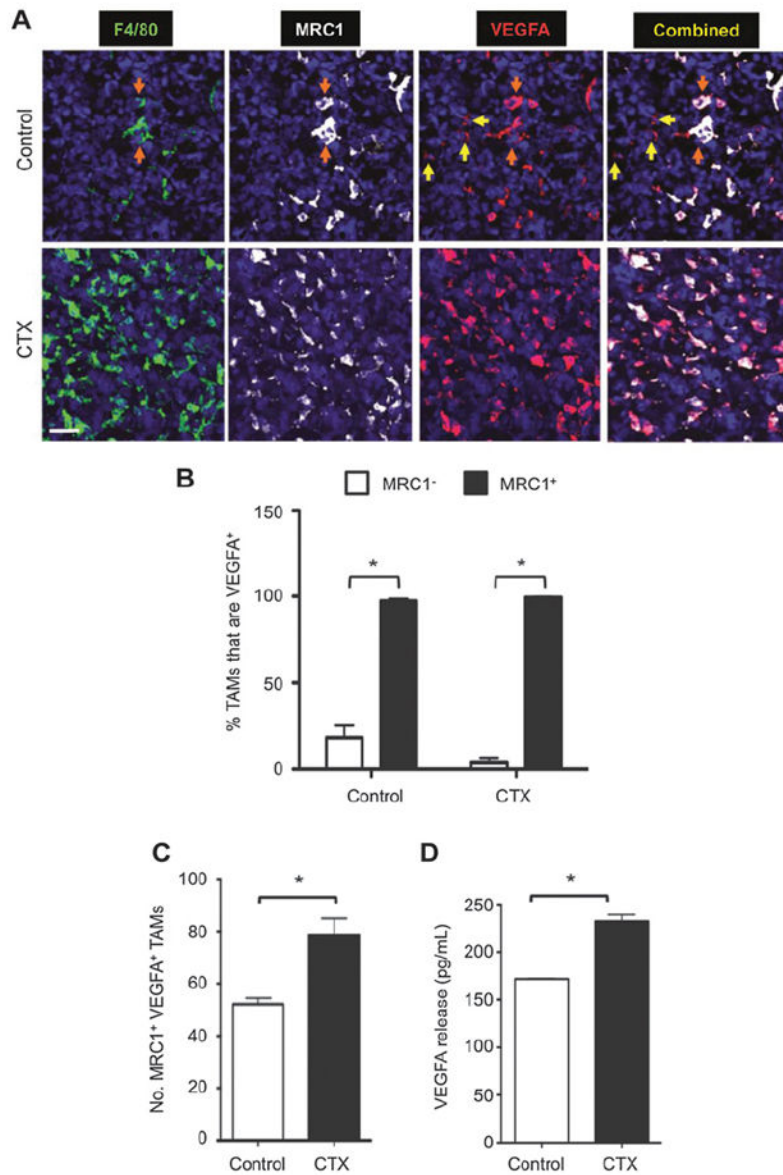 A
F4/80 MRC1 VEGFA Combined
Control
CTX
B
MRC1- MRC1+
% TAMs that are VEGFA+
150
100
50
0
* *
Control CTX
C
No. MRC1+ VEGFA+ TAMs
100
80
60
40
20
0
*
Control CTX
D
VEGFA release (pg/mL)
250
200
150
100
50
0
*
Control CTX